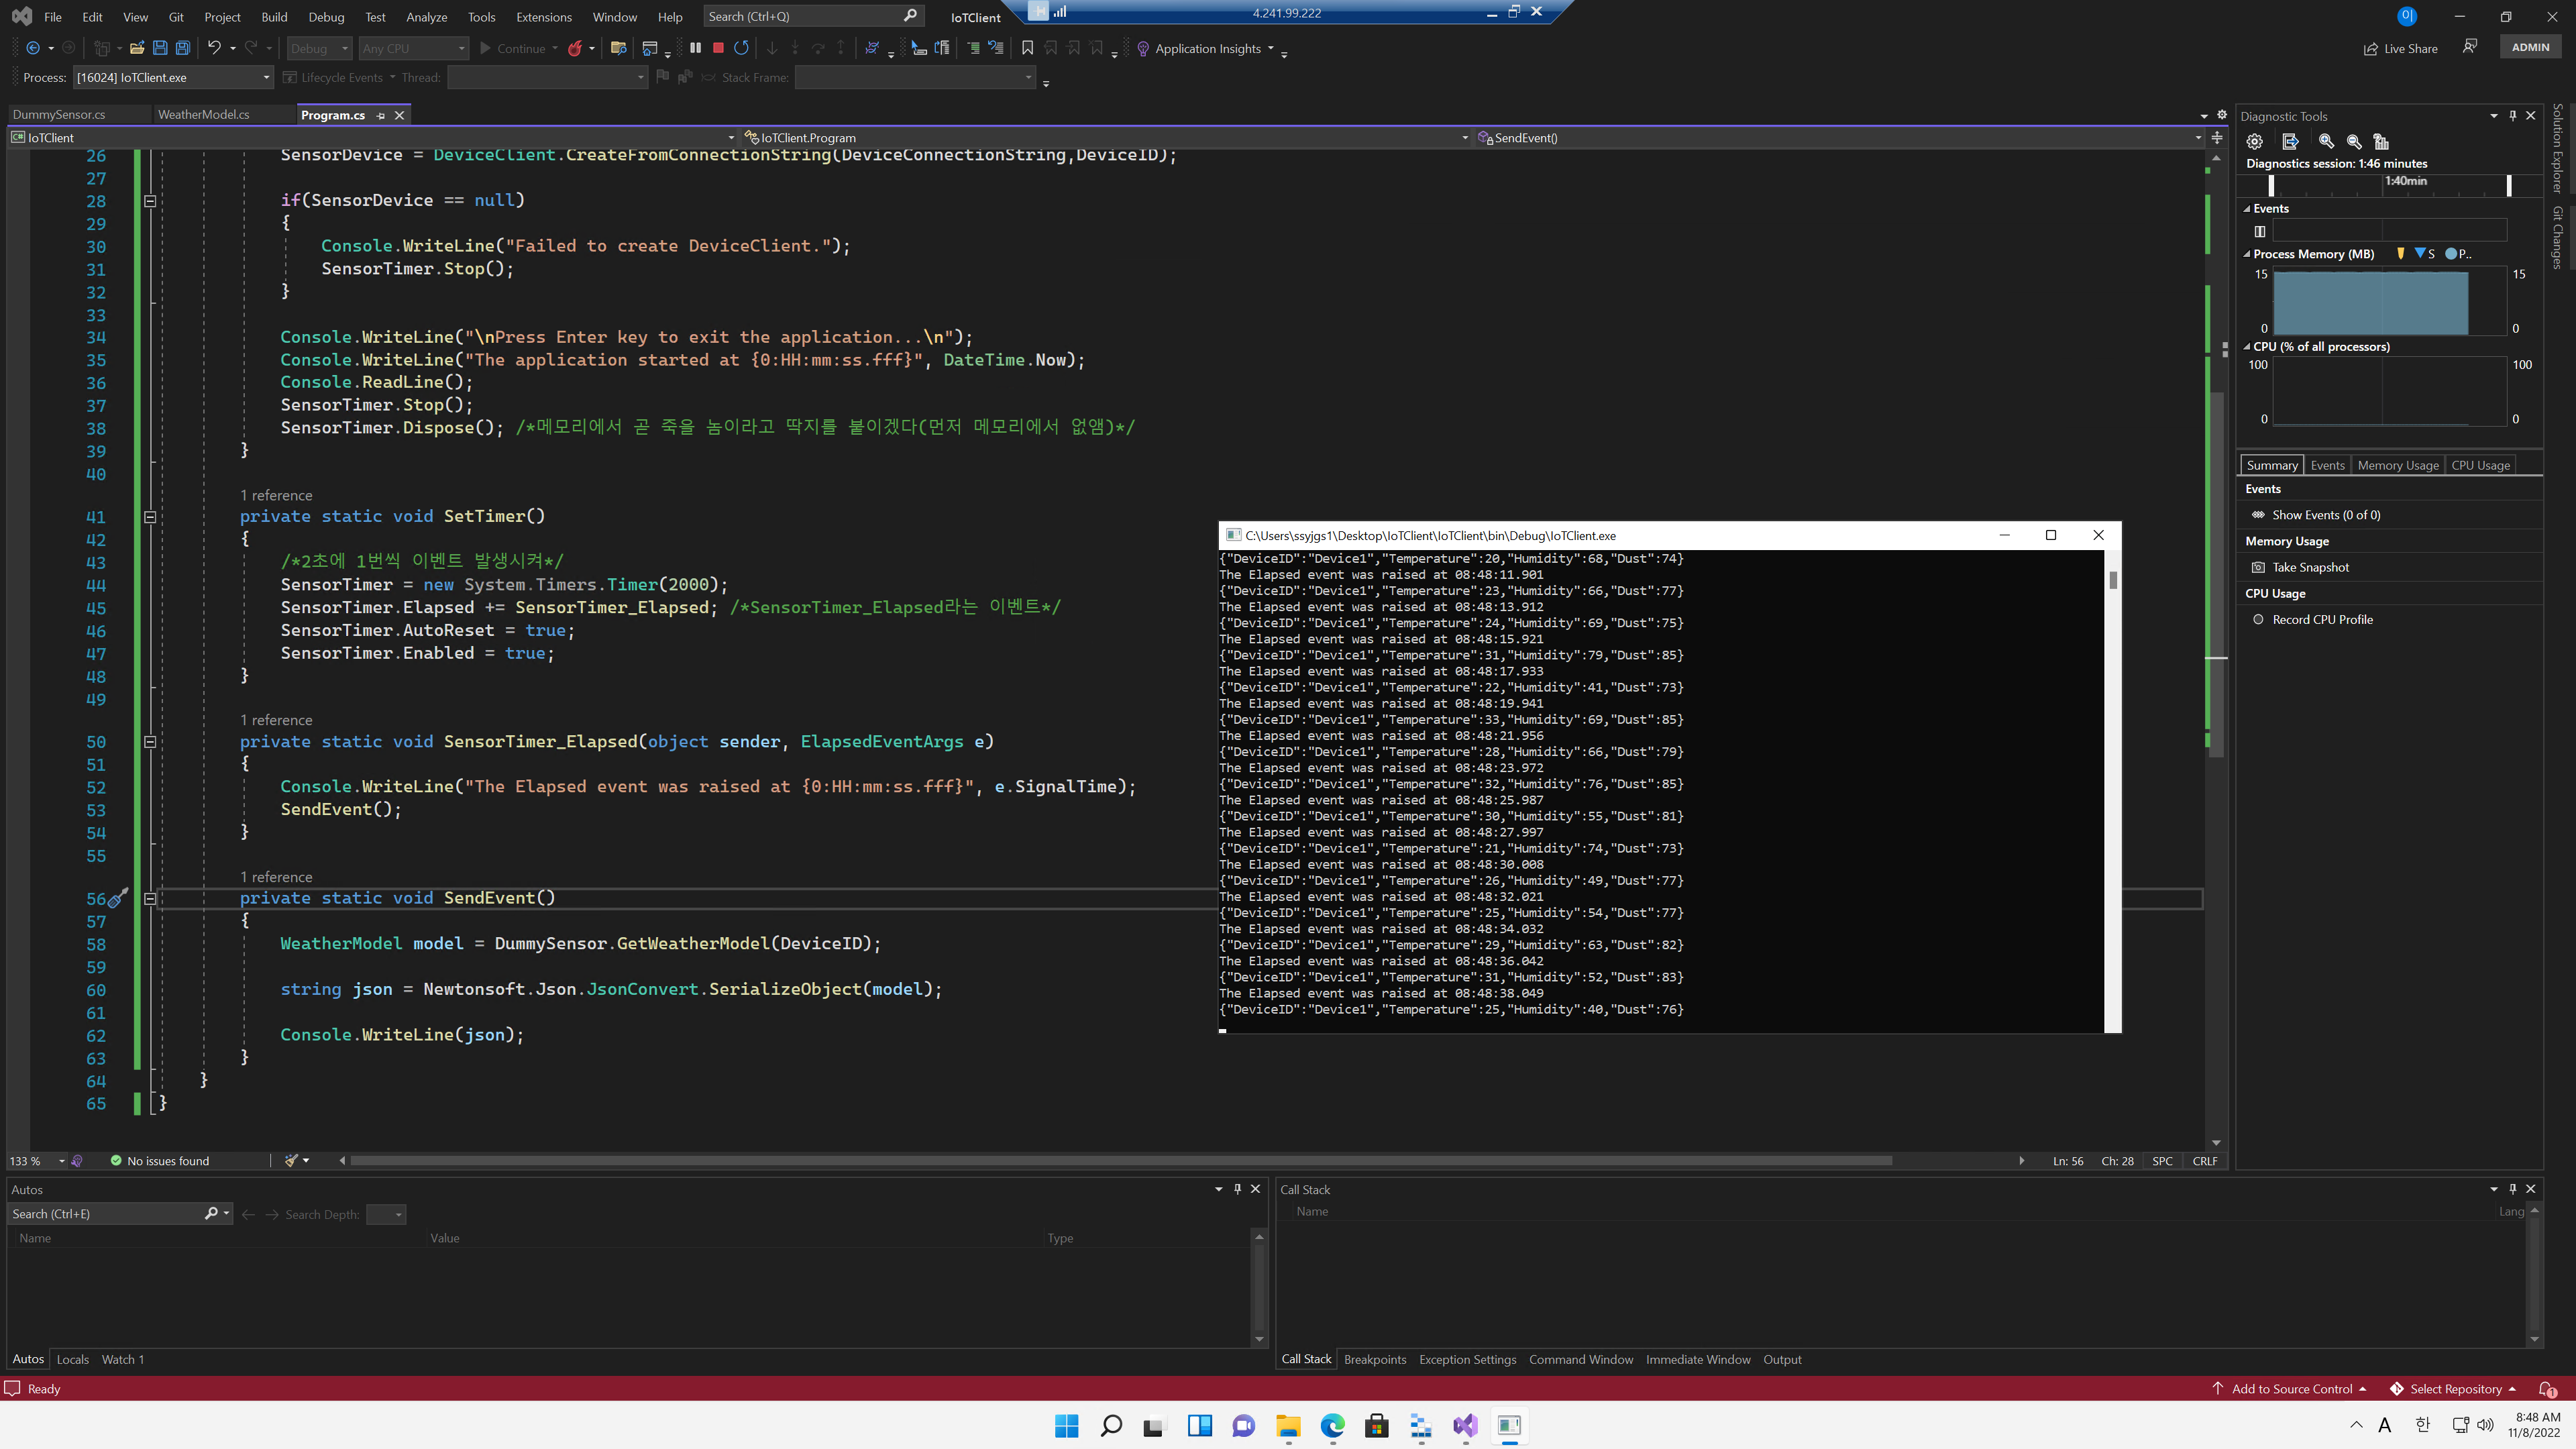 File Edit View Git Project Build Debug Test Analyze Tools Extensions Window Help Search (Ctrl+Q) IoTClient
4.241.99.222
이
Debug Any CPU Continue Application Insights Live Share ADMIN
Process: [16024] IoTClient.exe Lifecycle Events Thread: Stack Frame:
DummySensor.cs WeatherModel.cs Program.cs
IoTClient IoTClient.Program SendEvent()
26 SensorDevice = DeviceClient.CreateFromConnectionString(DeviceConnectionString,DeviceID);
27
28 if(SensorDevice == null)
29 {
30 Console.WriteLine("Failed to create DeviceClient.");
31 SensorTimer.Stop();
32 }
33
34 Console.WriteLine("\nPress Enter key to exit the application...\n");
35 Console.WriteLine("The application started at {0:HH:mm:ss.fff}", DateTime.Now);
36 Console.ReadLine();
37 SensorTimer.Stop();
38 SensorTimer.Dispose(); /*메모리에서 곧 죽을 놈이라고 딱지를 붙이겠다(먼저 메모리에서 없앰)*/
39 }
40
1 reference
41 private static void SetTimer()
42 {
43 /*2초에 1번씩 이벤트 발생시켜*/
44 SensorTimer = new System.Timers.Timer(2000);
45 SensorTimer.Elapsed += SensorTimer_Elapsed; /*SensorTimer_Elapsed라는 이벤트*/
46 SensorTimer.AutoReset = true;
47 SensorTimer.Enabled = true;
48 }
49
1 reference
50 private static void SensorTimer_Elapsed(object sender, ElapsedEventArgs e)
51 {
52 Console.WriteLine("The Elapsed event was raised at {0:HH:mm:ss.fff}", e.SignalTime);
53 SendEvent();
54 }
55
1 reference
56 private static void SendEvent()
57 {
58 WeatherModel model = DummySensor.GetWeatherModel(DeviceID);
59
60 string json = Newtonsoft.Json.JsonConvert.SerializeObject(model);
61
62 Console.WriteLine(json);
63 }
64 }
65 }
C:\Users\ssyjgs1\Desktop\IoTClient\IoTClient\bin\Debug\IoTClient.exe
{"DeviceID":"Device1","Temperature":20,"Humidity":68,"Dust":74}
The Elapsed event was raised at 08:48:11.901
{"DeviceID":"Device1","Temperature":23,"Humidity":66,"Dust":77}
The Elapsed event was raised at 08:48:13.912
{"DeviceID":"Device1","Temperature":24,"Humidity":69,"Dust":75}
The Elapsed event was raised at 08:48:15.921
{"DeviceID":"Device1","Temperature":31,"Humidity":79,"Dust":85}
The Elapsed event was raised at 08:48:17.933
{"DeviceID":"Device1","Temperature":22,"Humidity":41,"Dust":73}
The Elapsed event was raised at 08:48:19.941
{"DeviceID":"Device1","Temperature":33,"Humidity":69,"Dust":85}
The Elapsed event was raised at 08:48:21.956
{"DeviceID":"Device1","Temperature":28,"Humidity":66,"Dust":79}
The Elapsed event was raised at 08:48:23.972
{"DeviceID":"Device1","Temperature":32,"Humidity":76,"Dust":85}
The Elapsed event was raised at 08:48:25.987
{"DeviceID":"Device1","Temperature":30,"Humidity":55,"Dust":81}
The Elapsed event was raised at 08:48:27.997
{"DeviceID":"Device1","Temperature":21,"Humidity":74,"Dust":73}
The Elapsed event was raised at 08:48:30.008
{"DeviceID":"Device1","Temperature":26,"Humidity":49,"Dust":77}
The Elapsed event was raised at 08:48:32.021
{"DeviceID":"Device1","Temperature":25,"Humidity":54,"Dust":77}
The Elapsed event was raised at 08:48:34.032
{"DeviceID":"Device1","Temperature":29,"Humidity":63,"Dust":82}
The Elapsed event was raised at 08:48:36.042
{"DeviceID":"Device1","Temperature":31,"Humidity":52,"Dust":83}
The Elapsed event was raised at 08:48:38.049
{"DeviceID":"Device1","Temperature":25,"Humidity":40,"Dust":76}
133 % No issues found Ln: 56 Ch: 28 SPC CRLF
Diagnostic Tools
Diagnostics session: 1:46 minutes
1:40min
Events
Process Memory (MB) S P..
15 15
0 0
CPU (% of all processors)
100 100
0 0
Summary Events Memory Usage CPU Usage
Events
Show Events (0 of 0)
Memory Usage
Take Snapshot
CPU Usage
Record CPU Profile
Solution Explorer
Git Changes
Autos
Search (Ctrl+E) Search Depth:
Name Value Type
Autos Locals Watch 1
Call Stack
Name Lang
Call Stack Breakpoints Exception Settings Command Window Immediate Window Output
Ready Add to Source Control Select Repository 1
A 한 8:48 AM
11/8/2022